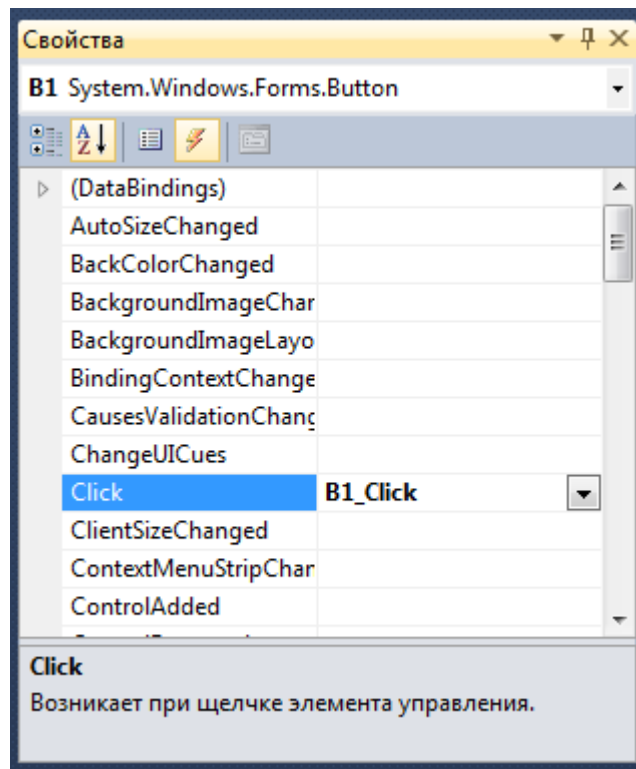 Свойства
B1 System.Windows.Forms.Button
(DataBindings)
AutoSizeChanged
BackColorChanged
BackgroundImageChar
BackgroundImageLayo
BindingContextChange
CausesValidationChang
ChangeUICues
Click B1_Click
ClientSizeChanged
ContextMenuStripChar
ControlAdded
Click
Возникает при щелчке элемента управления.